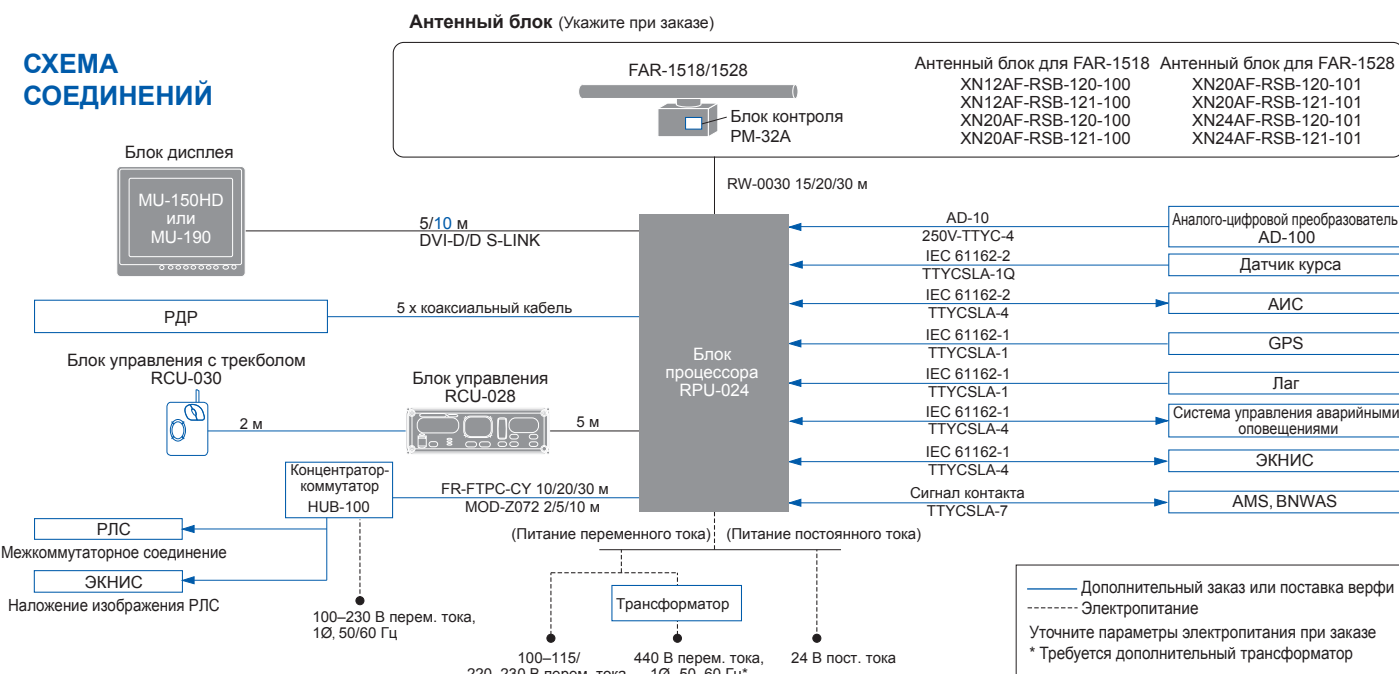 Антенный блок (Укажите при заказе)
СХЕМА
СОЕДИНЕНИЙ
FAR-1518/1528
Блок контроля
PM-32A
Антенный блок для FAR-1518
XN12AF-RSB-120-100
XN12AF-RSB-121-100
XN20AF-RSB-120-100
XN20AF-RSB-121-100
Антенный блок для FAR-1528
XN20AF-RSB-120-101
XN20AF-RSB-121-101
XN24AF-RSB-120-101
XN24AF-RSB-121-101
RW-0030 15/20/30 м
Блок дисплея
MU-150HD
или
MU-190
5/10 м
DVI-D/D S-LINK
РДР
5 x коаксиальный кабель
Блок управления с трекболом
RCU-030
2 м
Блок управления
RCU-028
5 м
Блок
процессора
RPU-024
Концентратор-
коммутатор
HUB-100
FR-FTPC-CY 10/20/30 м
MOD-Z072 2/5/10 м
РЛС
Межкоммутаторное соединение
ЭКНИС
Наложение изображения РЛС
100–230 В перем. тока,
1Ø, 50/60 Гц
AD-10
250V-TTYC-4
Аналого-цифровой преобразователь
AD-100
IEC 61162-2
TTYCSLA-1Q
Датчик курса
IEC 61162-2
TTYCSLA-4
АИС
IEC 61162-1
TTYCSLA-1
GPS
IEC 61162-1
TTYCSLA-1
Лаг
IEC 61162-1
TTYCSLA-4
Система управления аварийными
оповещениями
IEC 61162-1
TTYCSLA-4
ЭКНИС
Сигнал контакта
TTYCSLA-7
AMS, BNWAS
(Питание переменного тока)
(Питание постоянного тока)
Трансформатор
100–115/
220–230 В перем. тока
440 В перем. тока,
1Ø, 50–60 Гц*
24 В пост. тока
Дополнительный заказ или поставка верфи
Электропитание
Уточните параметры электропитания при заказе
* Требуется дополнительный трансформатор